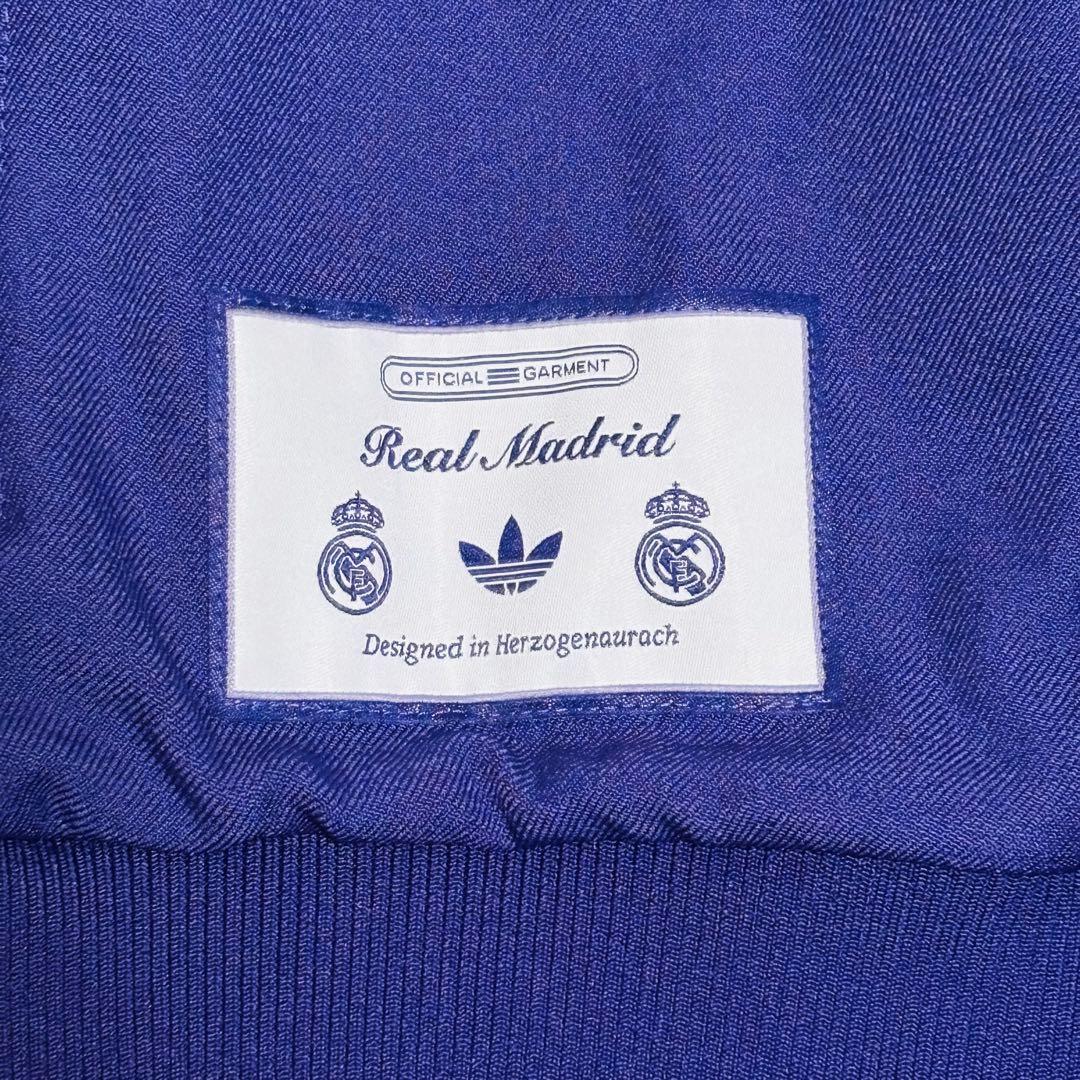 OFFICIAL GARMENT
Real Madrid
Designed in Herzogenaurach